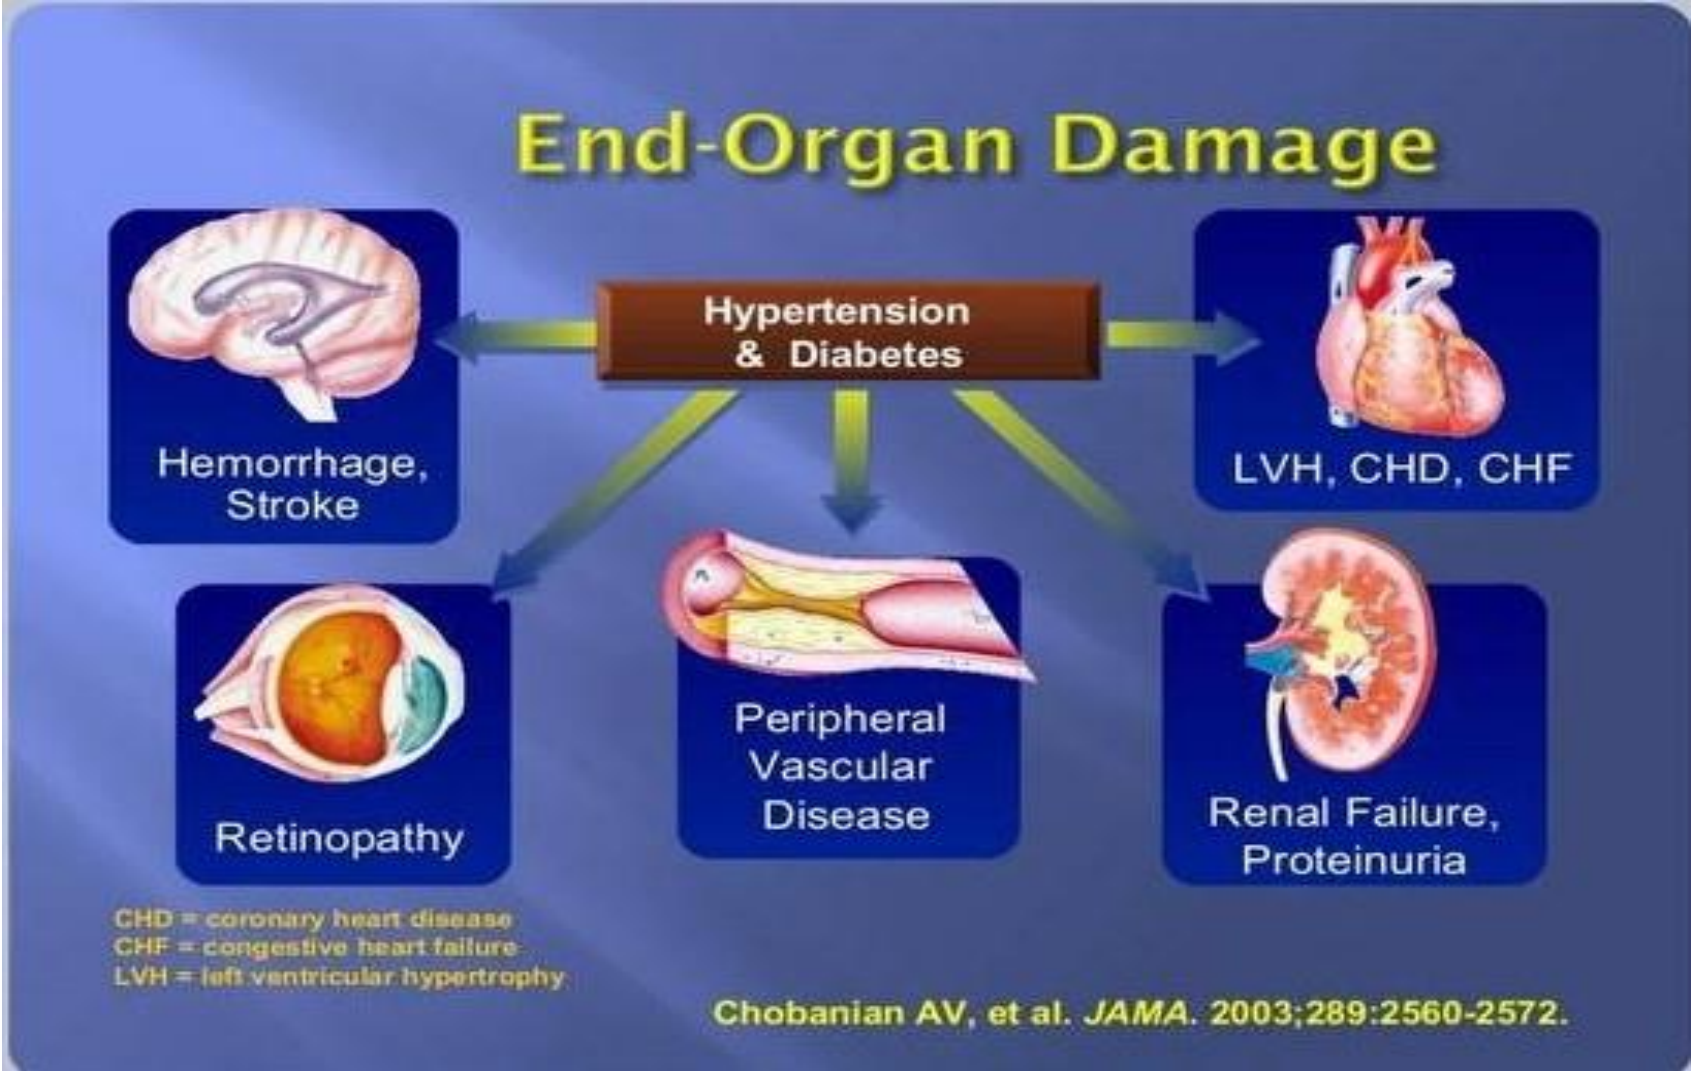 End-Organ Damage
Hypertension
& Diabetes
Hemorrhage,
Stroke
LVH, CHD, CHF
Retinopathy
Peripheral
Vascular
Disease
Renal Failure,
Proteinuria
CHD = coronary heart disease
CHF = congestive heart failure
LVH = left ventricular hypertrophy
Chobanian AV, et al. JAMA. 2003;289:2560-2572.